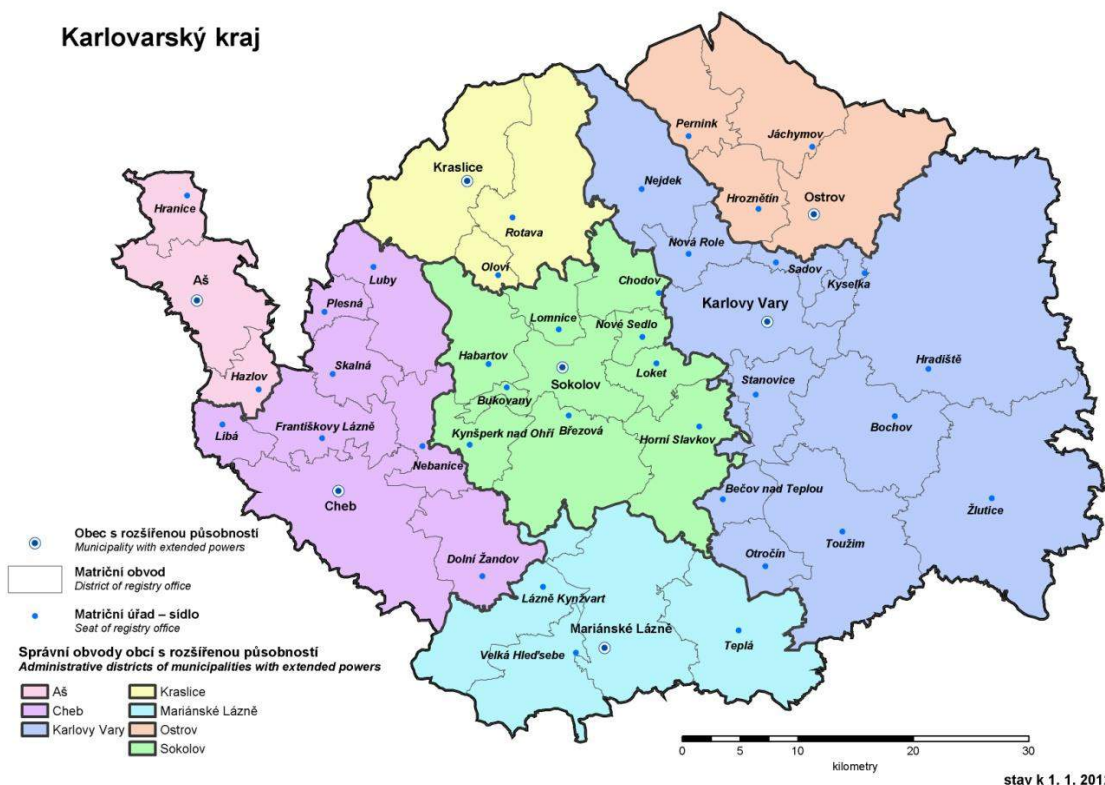 Karlovarský kraj
Pernink
Jáchymov
Kraslice
Nejdek
Hranice
Hroznětín
Ostrov
Rotava
Nová Role
Luby
Oloví
Sadov
Aš
Chodov
Kyselka
Plesná
Karlovy Vary
Lomnice
Nové Sedlo
Habartov
Hradiště
Skalná
Sokolov
Loket
Stanovice
Hazlov
Bukovany
Bochov
Libá
Františkovy Lázně
Kynšperk nad Ohří
Březová
Horní Slavkov
Nebanice
Bečov nad Teplou
Cheb
Žlutice
Toužim
Otročín
Dolní Žandov
Lázně Kynžvart
Mariánské Lázně
Teplá
Velká Hleďsebe
Obec s rozšířenou působností
Municipality with extended powers
Matriční obvod
District of registry office
Matriční úřad – sídlo
Seat of registry office
Správní obvody obcí s rozšířenou působností
Administrative districts of municipalities with extended powers
Aš
Kraslice
Cheb
Mariánské Lázně
Karlovy Vary
Ostrov
Sokolov
0 5 10 20 30
kilometry
stav k 1. 1.